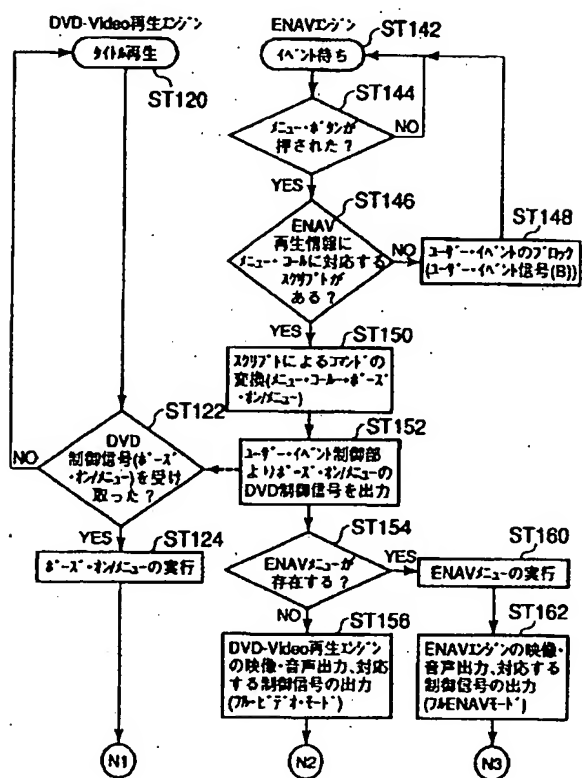 DVD-Video再生エンジン
タイトル再生
ST120
ENAVエンジン
イベント待ち
ST142
ST144
メニュー・ボタンが
押された？
NO
YES
ST146
ENAV
再生情報に
メニュー・コールに対応する
スクリプトが
ある？
NO
YES
ST148
ユーザー・イベントのブロック
(ユーザー・イベント信号(B))
ST150
スクリプトによるコマンドの
変換(メニュー・コール→ポーズ
・オン/メニュー)
ST122
DVD
制御信号(ポーズ
・オン/メニュー)を受け
取った？
NO
YES
ST152
ユーザー・イベント制御部
よりポーズ・オン/メニューの
DVD制御信号を出力
ST124
ポーズ・オン/メニューの実行
ST154
ENAVメニューが
存在する？
YES
NO
ST160
ENAVメニューの実行
ST156
DVD-Video再生エンジン
の映像・音声出力、対応
する制御信号の出力
(フル・ビデオ・モード)
ST162
ENAVエンジンの映像・
音声出力、対応する
制御信号の出力
(フルENAVモード)
N1
N2
N3